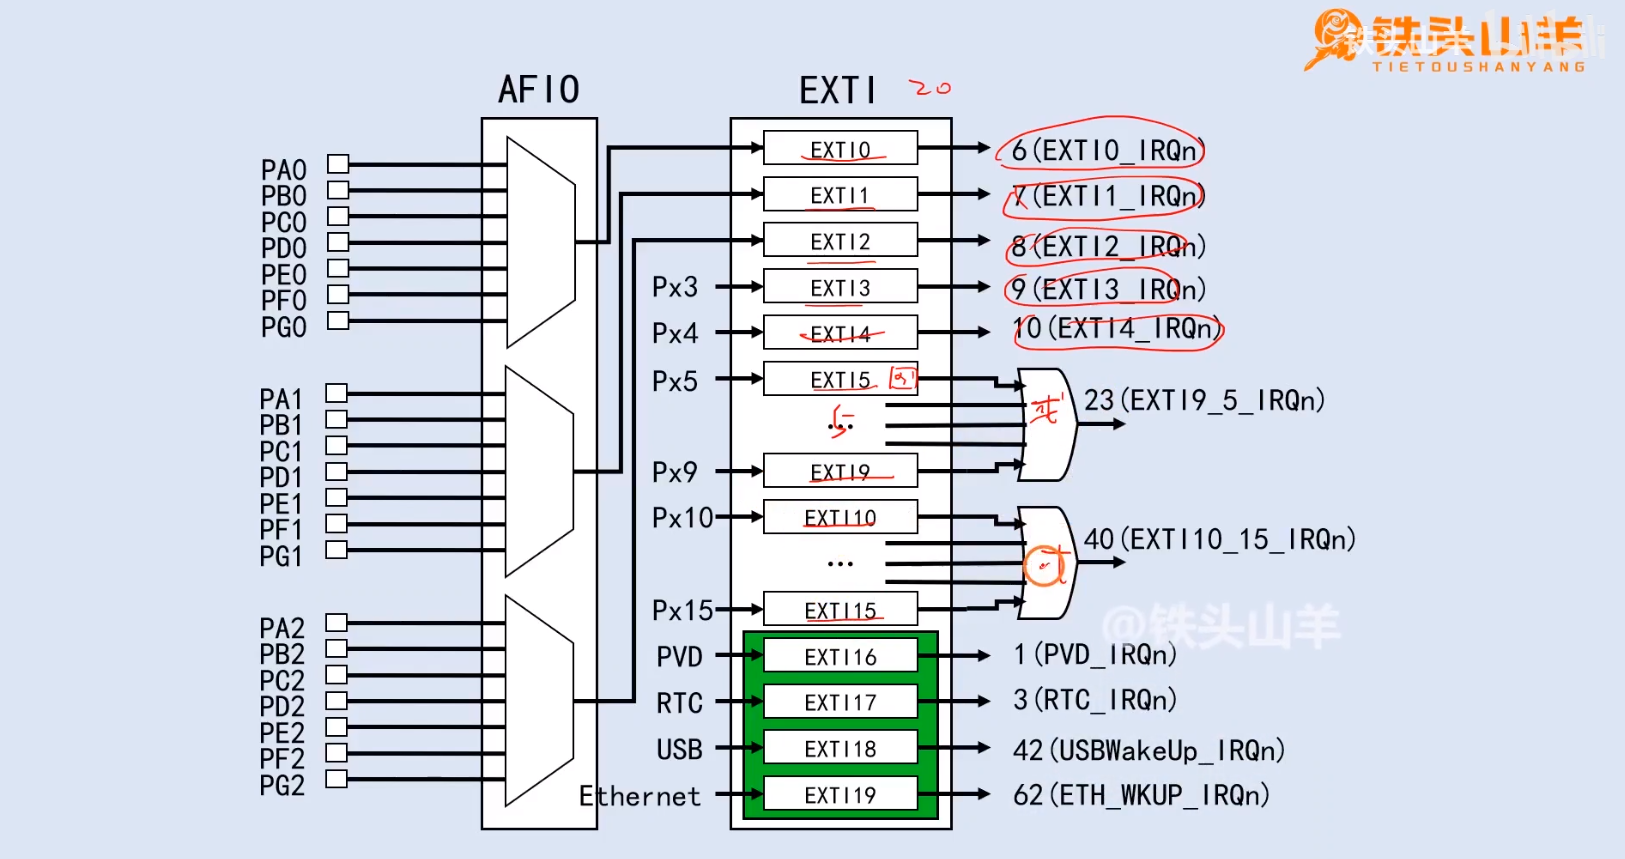 铁头山羊
TIETOUSHANYANG
AFIO
EXTI 20
PA0
PB0
PC0
PD0
PE0
PF0
PG0
PA1
PB1
PC1
PD1
PE1
PF1
PG1
PA2
PB2
PC2
PD2
PE2
PF2
PG2
EXTI0 6(EXTI0_IRQn)
EXTI1 7(EXTI1_IRQn)
EXTI2 8(EXTI2_IRQn)
Px3 EXTI3 9(EXTI3_IRQn)
Px4 EXTI4 10(EXTI4_IRQn)
Px5 EXTI5
... 5
23(EXTI9_5_IRQn)
Px9 EXTI9
Px10 EXTI10
...
40(EXTI10_15_IRQn)
Px15 EXTI15
@铁头山羊
PVD EXTI16 1(PVD_IRQn)
RTC EXTI17 3(RTC_IRQn)
USB EXTI18 42(USBWakeUp_IRQn)
Ethernet EXTI19 62(ETH_WKUP_IRQn)